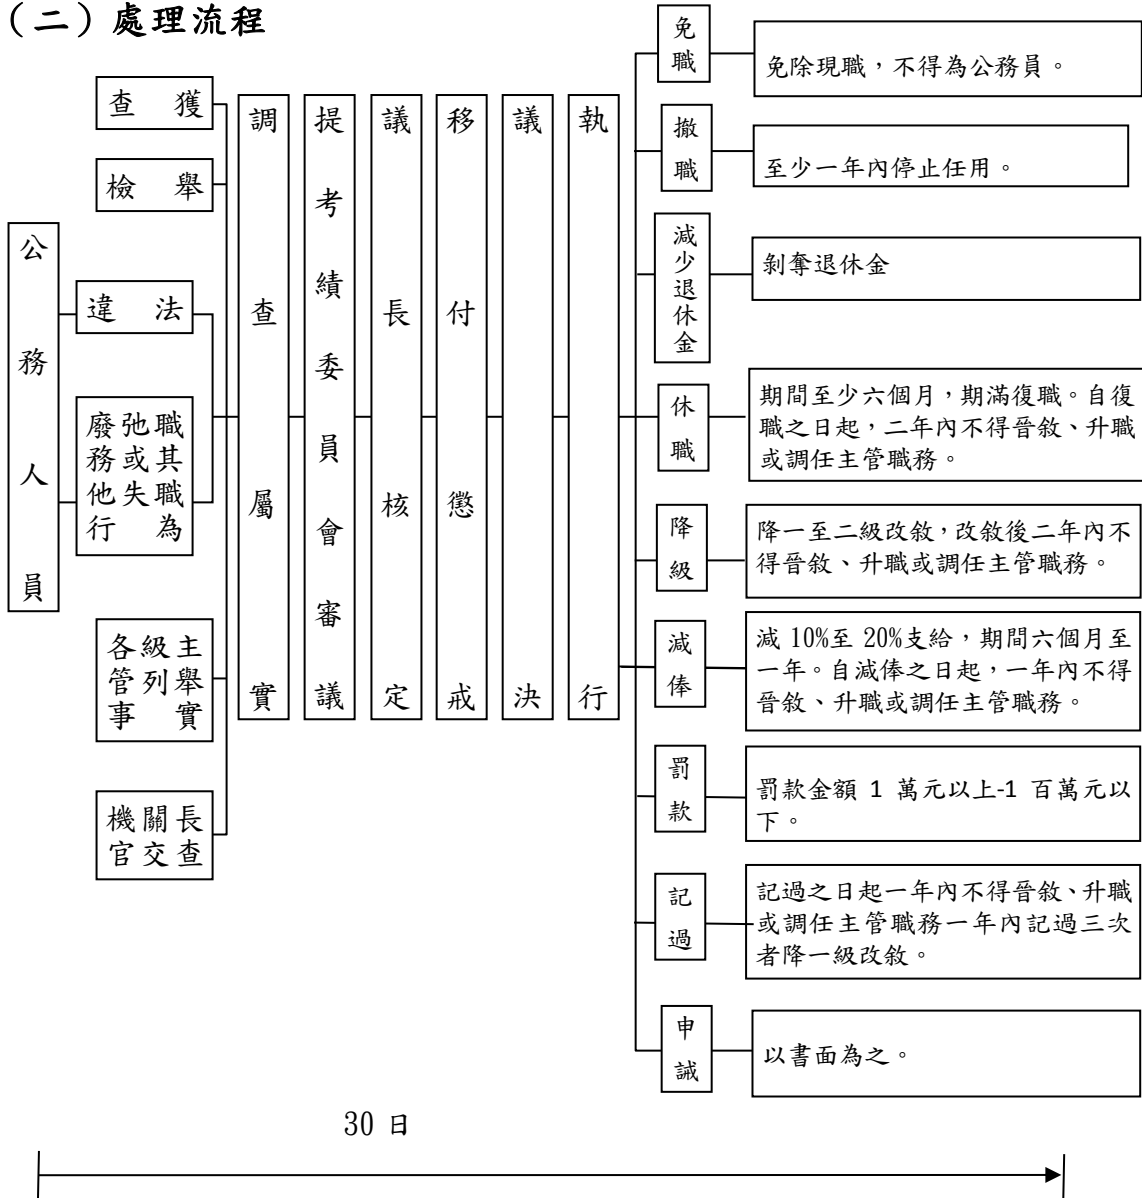 （二）處理流程
公務人員
查獲
檢舉
違法
廢弛職
務或其
他失職
行為
各級主
管列舉
事實
機關長
官交查
調查屬實
提考績委員會審議
議長核定
移付懲戒
議決
執行
免職
免除現職，不得為公務員。
撤職
至少一年內停止任用。
減少退休金
剝奪退休金
休職
期間至少六個月，期滿復職。自復
職之日起，二年內不得晉敘、升職
或調任主管職務。
降級
降一至二級改敘，改敘後二年內不
得晉敘、升職或調任主管職務。
減俸
減 10%至 20%支給，期間六個月至
一年。自減俸之日起，一年內不得
晉敘、升職或調任主管職務。
罰款
罰款金額 1 萬元以上-1 百萬元以
下。
記過
記過之日起一年內不得晉敘、升職
或調任主管職務一年內記過三次
者降一級改敘。
申誡
以書面為之。
30 日